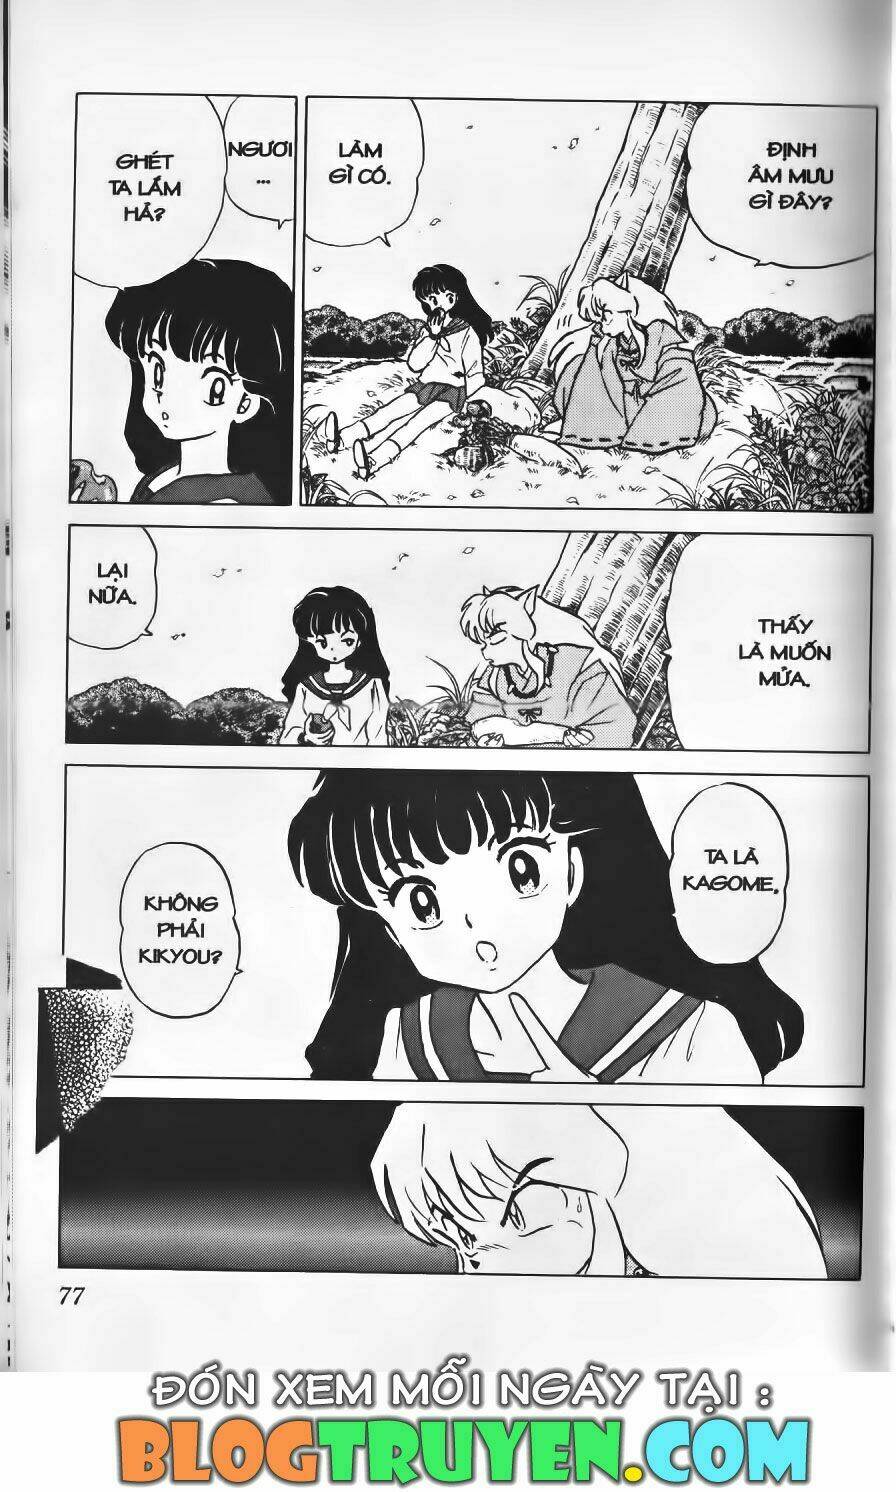 ĐỊNH
ÂM MƯU
GÌ ĐÂY?
LÀM
GÌ CÓ.
NGƯƠI
...
GHÉT
TA LẮM
HẢ?
THẤY
LÀ MUỐN
MỬA.
LẠI
NỮA.
TA LÀ
KAGOME.
KHÔNG
PHẢI
KIKYOU?
77
ĐÓN XEM MỖI NGÀY TẠI :
BLOGTRUYEN.COM